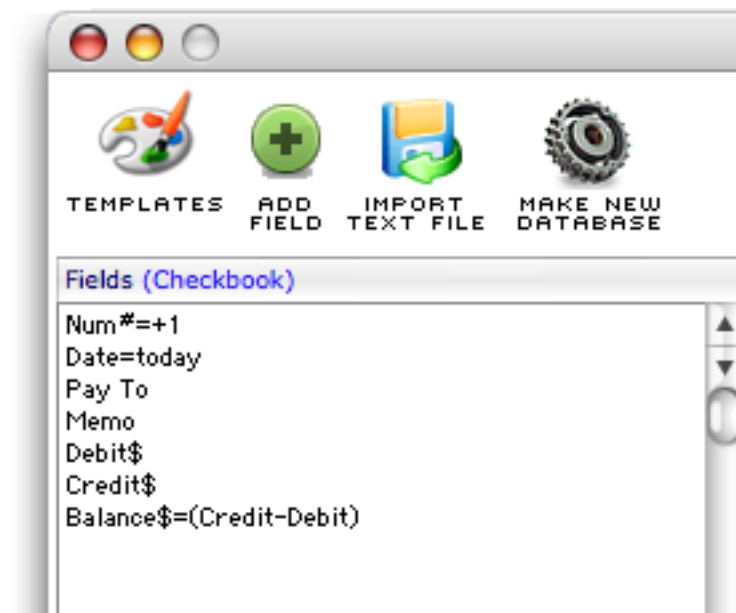 TEMPLATES
ADD
FIELD
IMPORT
TEXT FILE
MAKE NEW
DATABASE
Fields (Checkbook)
Num#=+1
Date=today
Pay To
Memo
Debit$
Credit$
Balance$=(Credit-Debit)